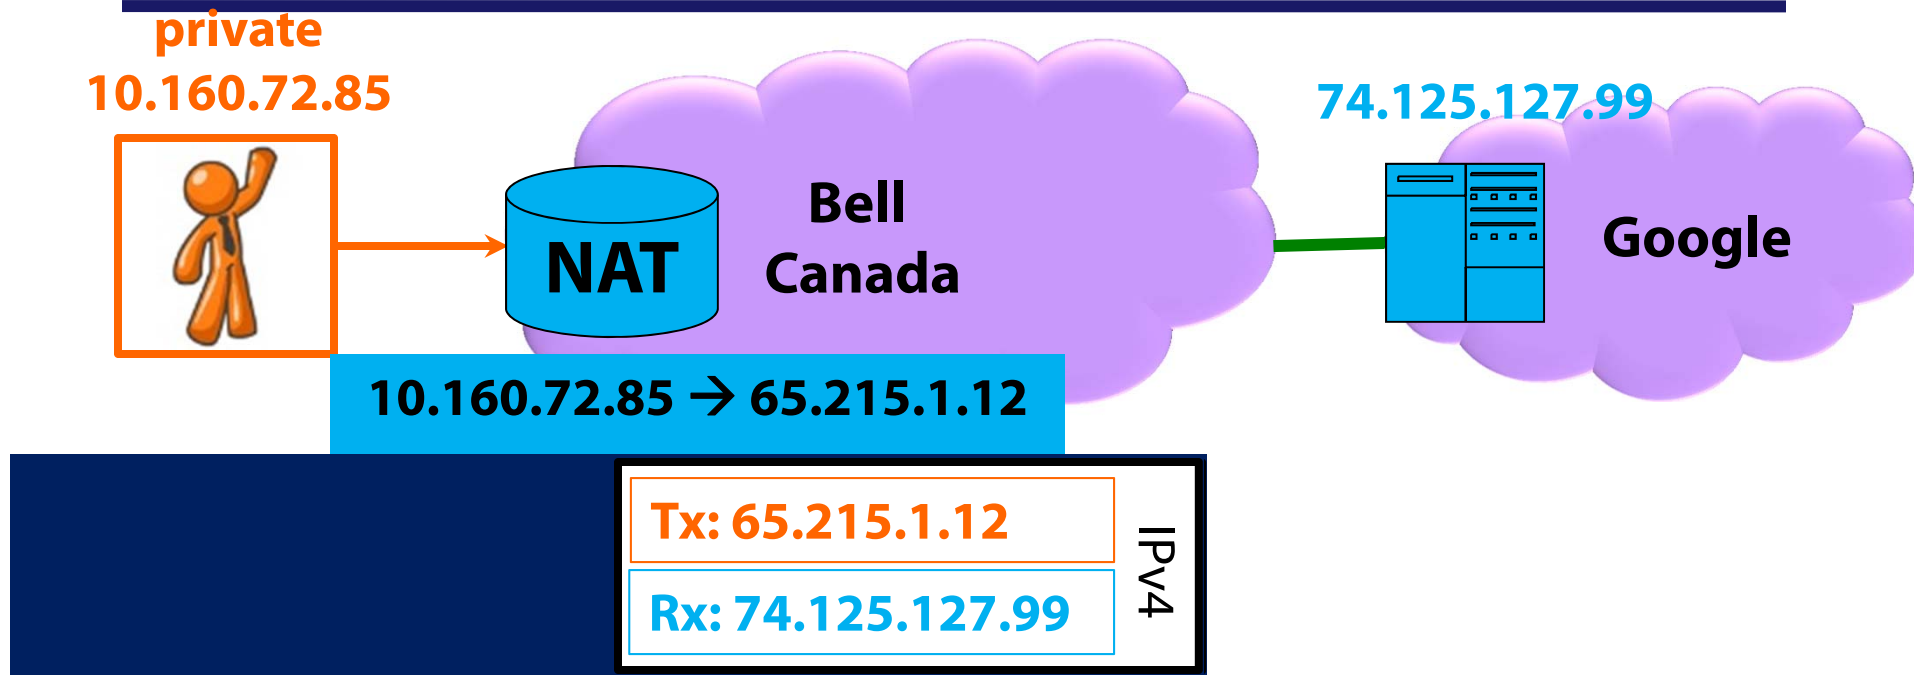 private
10.160.72.85
74.125.127.99
NAT
Bell
Canada
Google
10.160.72.85 → 65.215.1.12
Tx: 65.215.1.12
Rx: 74.125.127.99
IPv4